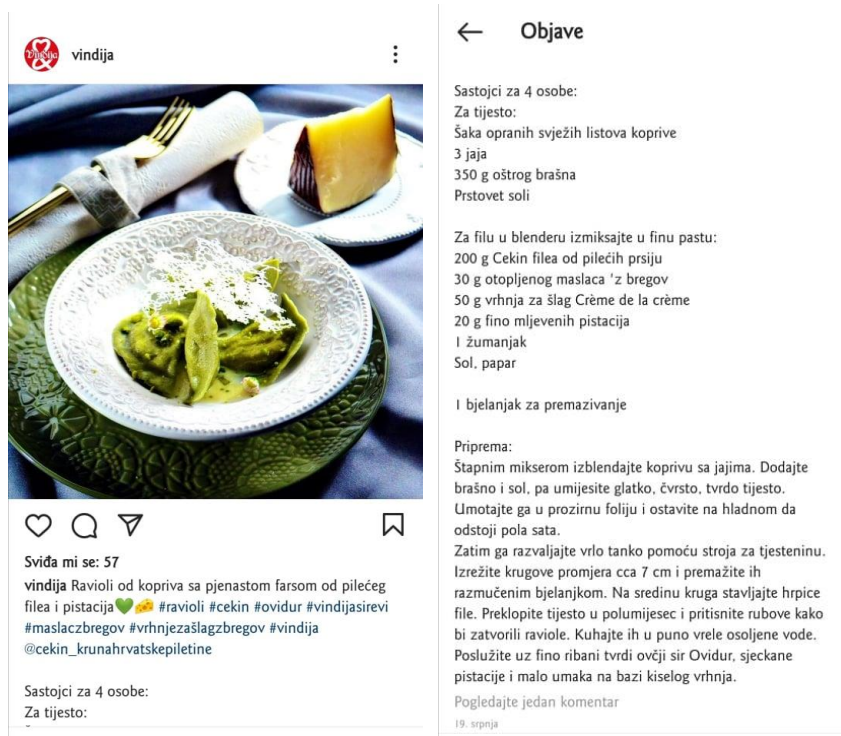 Vindija
vindija
Sviđa mi se: 57
vindija Ravioli od kopriva sa pjenastom farsom od pilećeg
filea i pistacija💚🧀 #ravioli #cekin #ovidur #vindijasirevi
#maslaczbregov #vrhnjezašlagzbregov #vindija
@cekin_krunahrvatskepiletine
Sastojci za 4 osobe:
Za tijesto:
Objave
Sastojci za 4 osobe:
Za tijesto:
Šaka opranih svježih listova koprive
3 jaja
350 g oštrog brašna
Prstovet soli
Za filu u blenderu izmiksajte u finu pastu:
200 g Cekin filea od pilećih prsiju
30 g otopljenog maslaca 'z bregov
50 g vrhnja za šlag Crème de la crème
20 g fino mljevenih pistacija
1 žumanjak
Sol, papar
1 bjelanjak za premazivanje
Priprema:
Štapnim mikserom izblendajte koprivu sa jajima. Dodajte
brašno i sol, pa umijesite glatko, čvrsto, tvrdo tijesto.
Umotajte ga u prozirnu foliju i ostavite na hladnom da
odstoji pola sata.
Zatim ga razvaljajte vrlo tanko pomoću stroja za tjesteninu.
Izrežite krugove promjera cca 7 cm i premažite ih
razmučenim bjelanjkom. Na sredinu kruga stavljajte hrpice
file. Preklopite tijesto u polumijesec i pritisnite rubove kako
bi zatvorili raviole. Kuhajte ih u puno vrele osoljene vode.
Poslužite uz fino ribani tvrdi ovčji sir Ovidur, sjeckane
pistacije i malo umaka na bazi kiselog vrhnja.
Pogledajte jedan komentar
19. srpnja